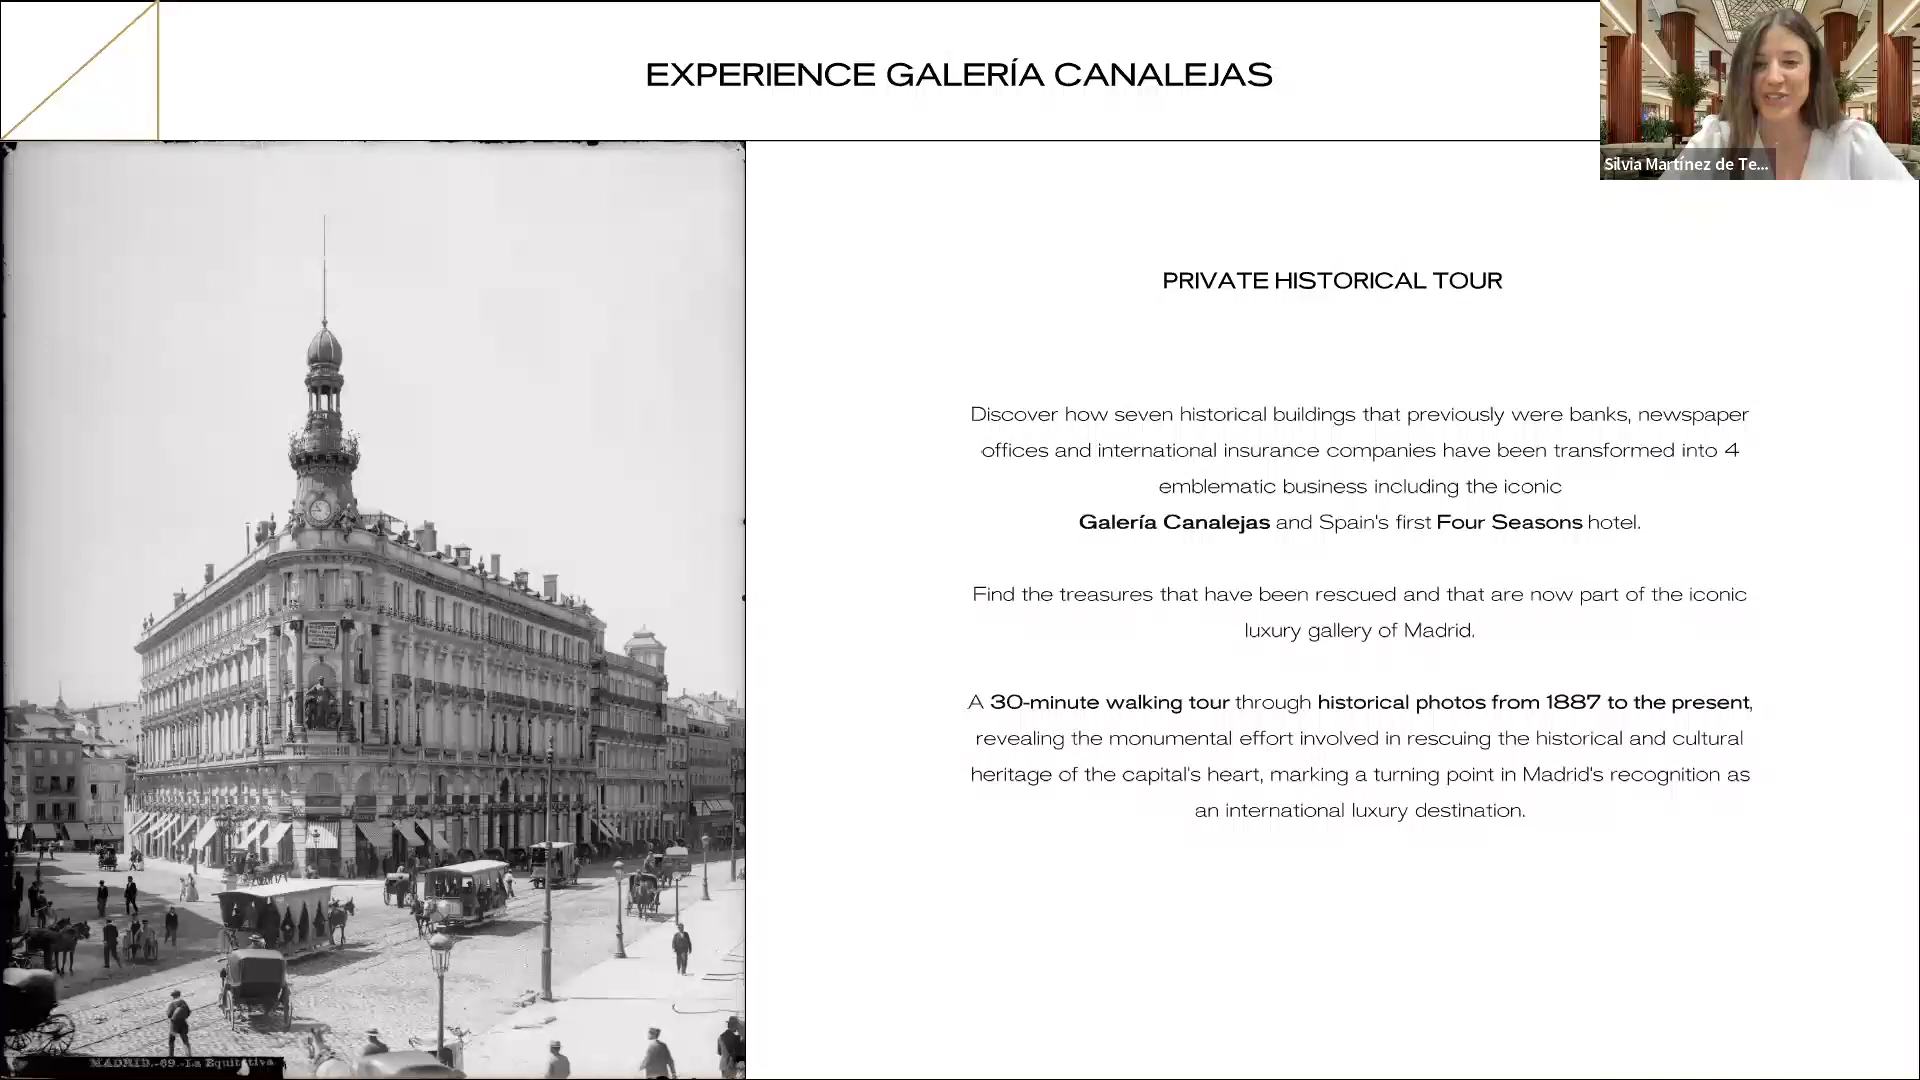 EXPERIENCE GALERÍA CANALEJAS
Silvia Martínez de Te...
PRIVATE HISTORICAL TOUR
Discover how seven historical buildings that previously were banks, newspaper
offices and international insurance companies have been transformed into 4
emblematic business including the iconic
Galería Canalejas and Spain's first Four Seasons hotel.
Find the treasures that have been rescued and that are now part of the iconic
luxury gallery of Madrid.
A 30-minute walking tour through historical photos from 1887 to the present,
revealing the monumental effort involved in rescuing the historical and cultural
heritage of the capital's heart, marking a turning point in Madrid's recognition as
an international luxury destination.
MADRID.-69.-La Equitativa